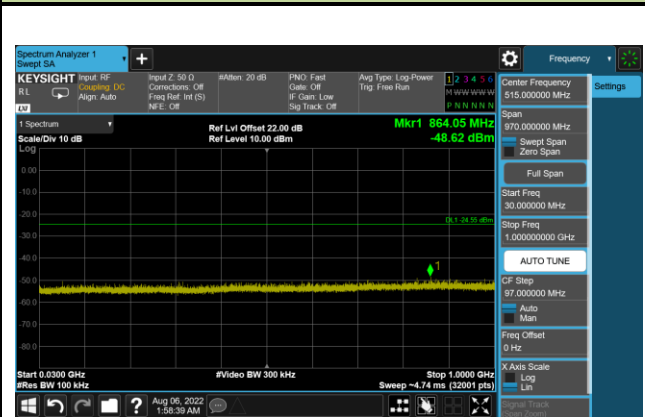 Spectrum Analyzer 1
Swept SA
+
Frequency
KEYSIGHT
RL
LXI
Input: RF
Coupling: DC
Align: Auto
Input Z: 50 Ω
Corrections: Off
Freq Ref: Int (S)
NFE: Off
#Atten: 20 dB
PNO: Fast
Gate: Off
IF Gain: Low
Sig Track: Off
Avg Type: Log-Power
Trig: Free Run
1 2 3 4 5 6
M W W W W W
P N N N N N
Center Frequency
515.000000 MHz
Settings
1 Spectrum
Scale/Div 10 dB
Log
Ref Lvl Offset 22.00 dB
Ref Level 10.00 dBm
Mkr1 864.05 MHz
-48.62 dBm
Span
970.000000 MHz
Swept Span
Zero Span
Full Span
Start Freq
30.000000 MHz
Stop Freq
1.000000000 GHz
AUTO TUNE
CF Step
97.000000 MHz
Auto
Man
Freq Offset
0 Hz
X Axis Scale
Log
Lin
Signal Track
(Span Zoom)
0.00
-10.0
-20.0
DL1 -24.55 dBm
-30.0
-40.0
1
-50.0
-60.0
-70.0
-80.0
Start 0.0300 GHz
#Res BW 100 kHz
#Video BW 300 kHz
Stop 1.0000 GHz
Sweep ~4.74 ms (32001 pts)
?
Aug 06, 2022
1:58:39 AM